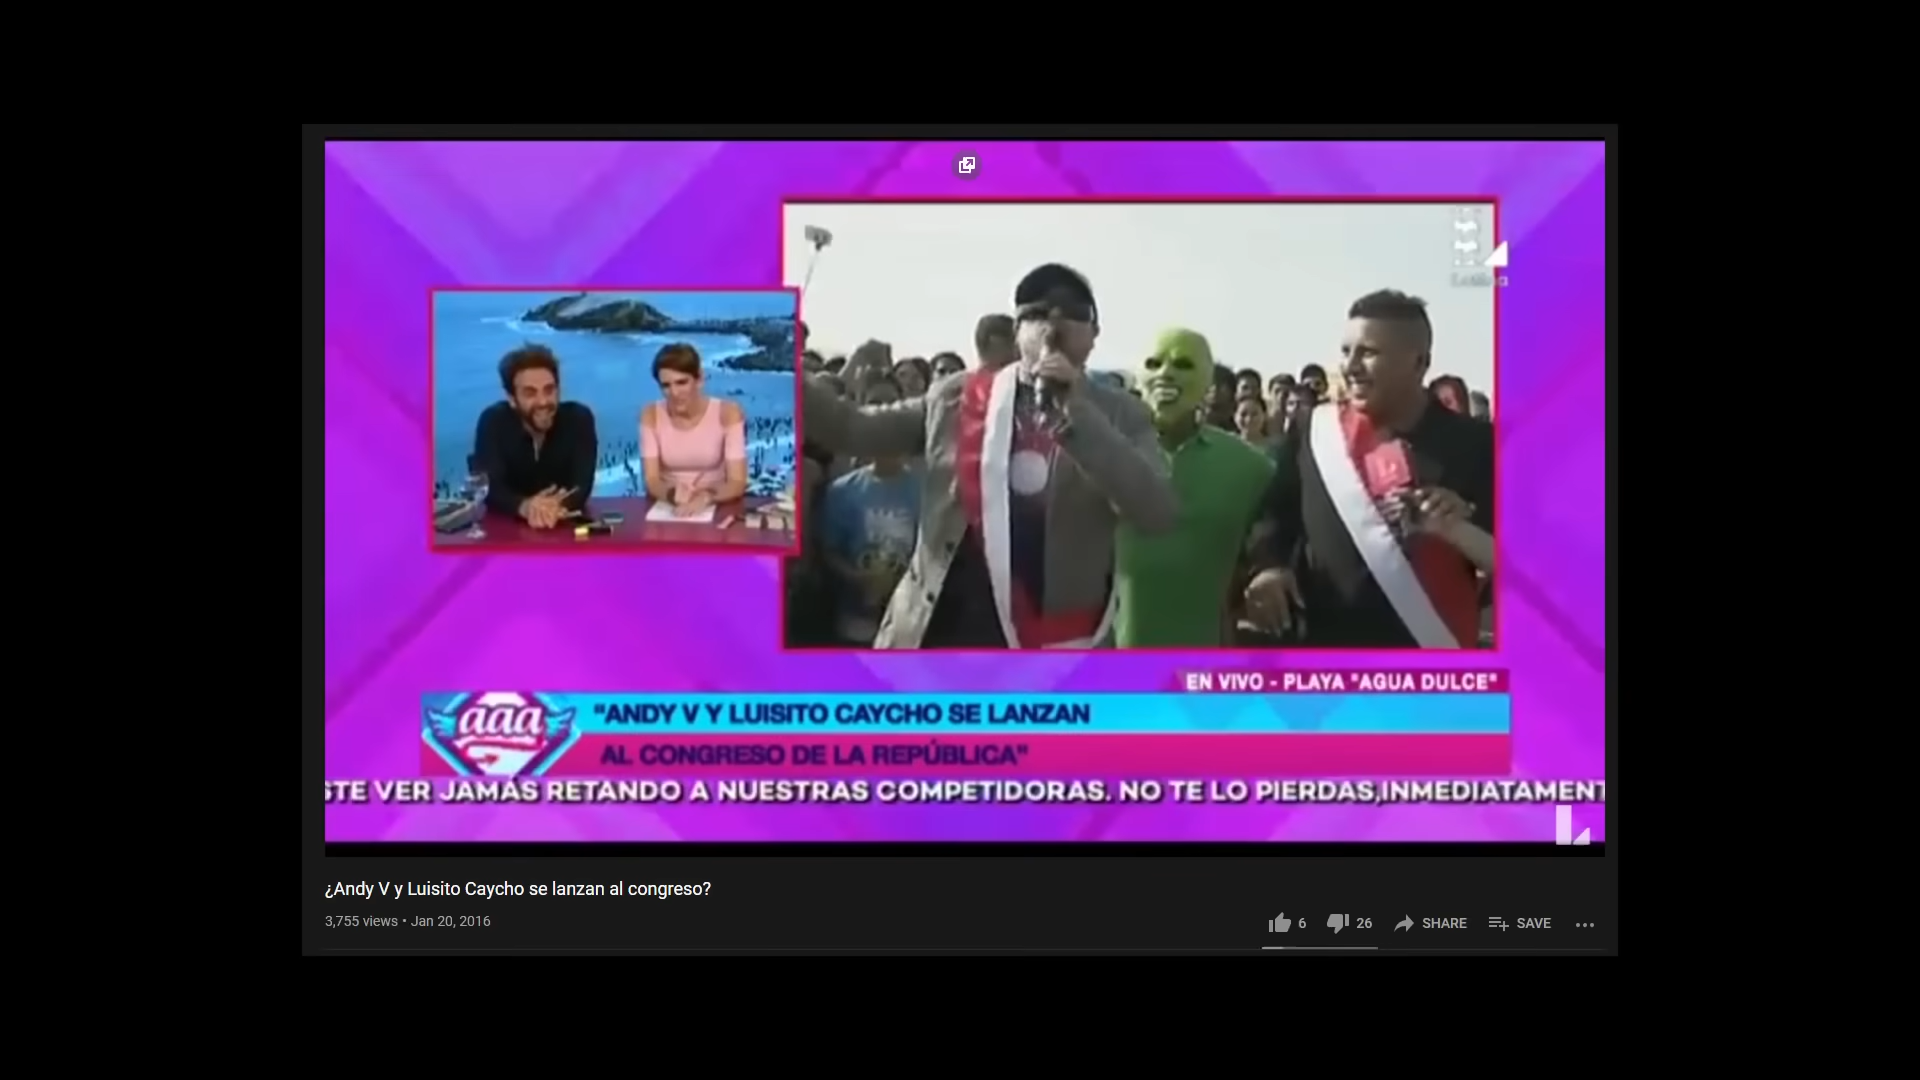 Latina
EN VIVO - PLAYA "AGUA DULCE"
aaa
"ANDY V Y LUISITO CAYCHO SE LANZAN
AL CONGRESO DE LA REPÚBLICA"
STE VER JAMÁS RETANDO A NUESTRAS COMPETIDORAS. NO TE LO PIERDAS,INMEDIATAMENT
¿Andy V y Luisito Caycho se lanzan al congreso?
3,755 views • Jan 20, 2016
6 26 SHARE SAVE